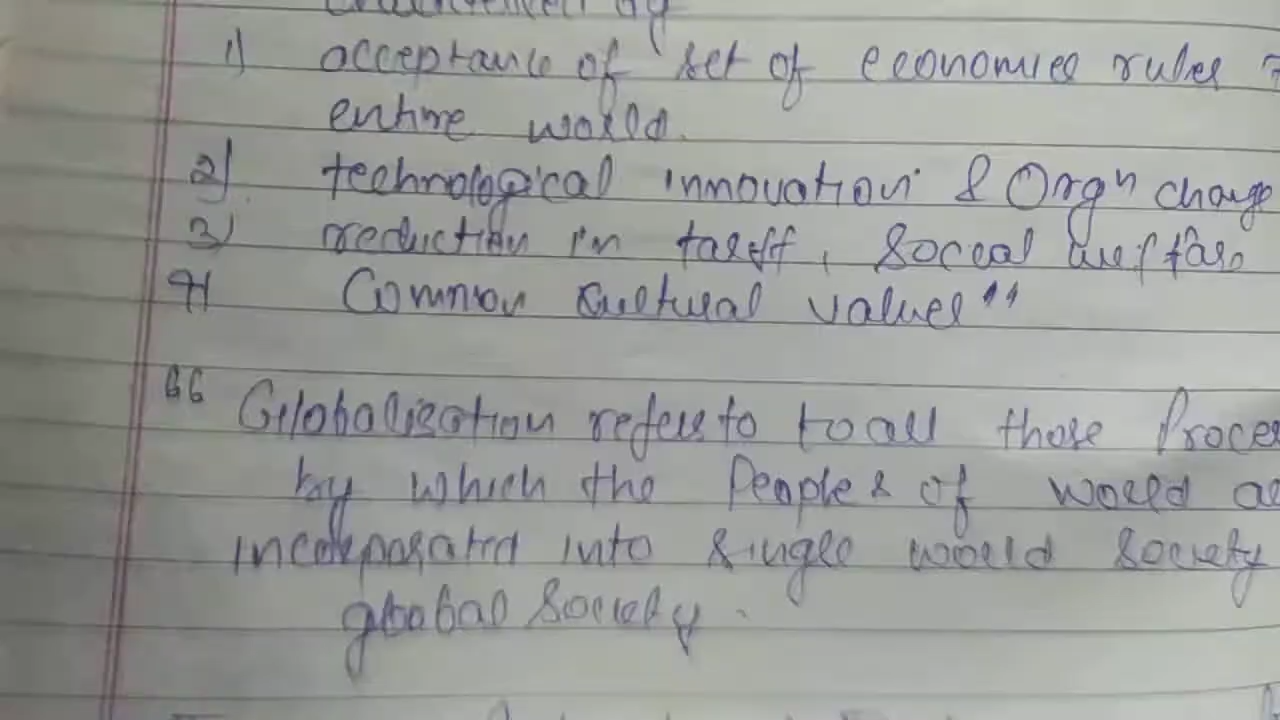 1) acceptance of set of economies rules
entire world.
2) technological innovation & Orgn change
3) reduction in tariff, Social welfare
4) Common Cultural values"
"Globalisation refers to to all those Proces
by which the Peoples of world a
incorporated into single world society
global society.